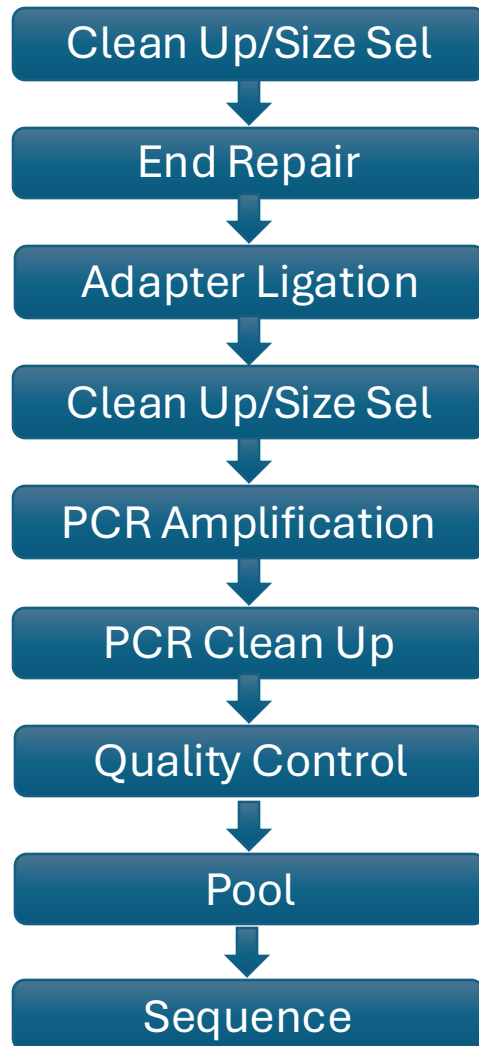 Clean Up/Size Sel
End Repair
Adapter Ligation
Clean Up/Size Sel
PCR Amplification
PCR Clean Up
Quality Control
Pool
Sequence